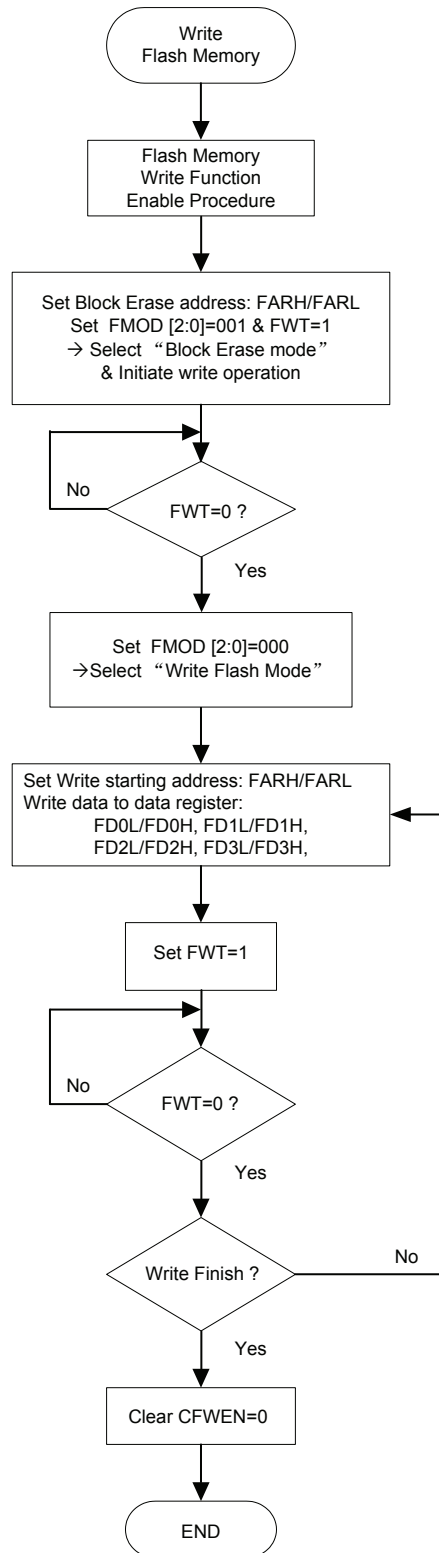 Write
Flash Memory
Flash Memory
Write Function
Enable Procedure
Set Block Erase address: FARH/FARL
Set FMOD [2:0]=001 & FWT=1
→ Select “Block Erase mode”
& Initiate write operation
No
FWT=0 ?
Yes
Set FMOD [2:0]=000
→Select “Write Flash Mode”
Set Write starting address: FARH/FARL
Write data to data register:
FD0L/FD0H, FD1L/FD1H,
FD2L/FD2H, FD3L/FD3H,
Set FWT=1
No
FWT=0 ?
Yes
Write Finish ?
No
Yes
Clear CFWEN=0
END